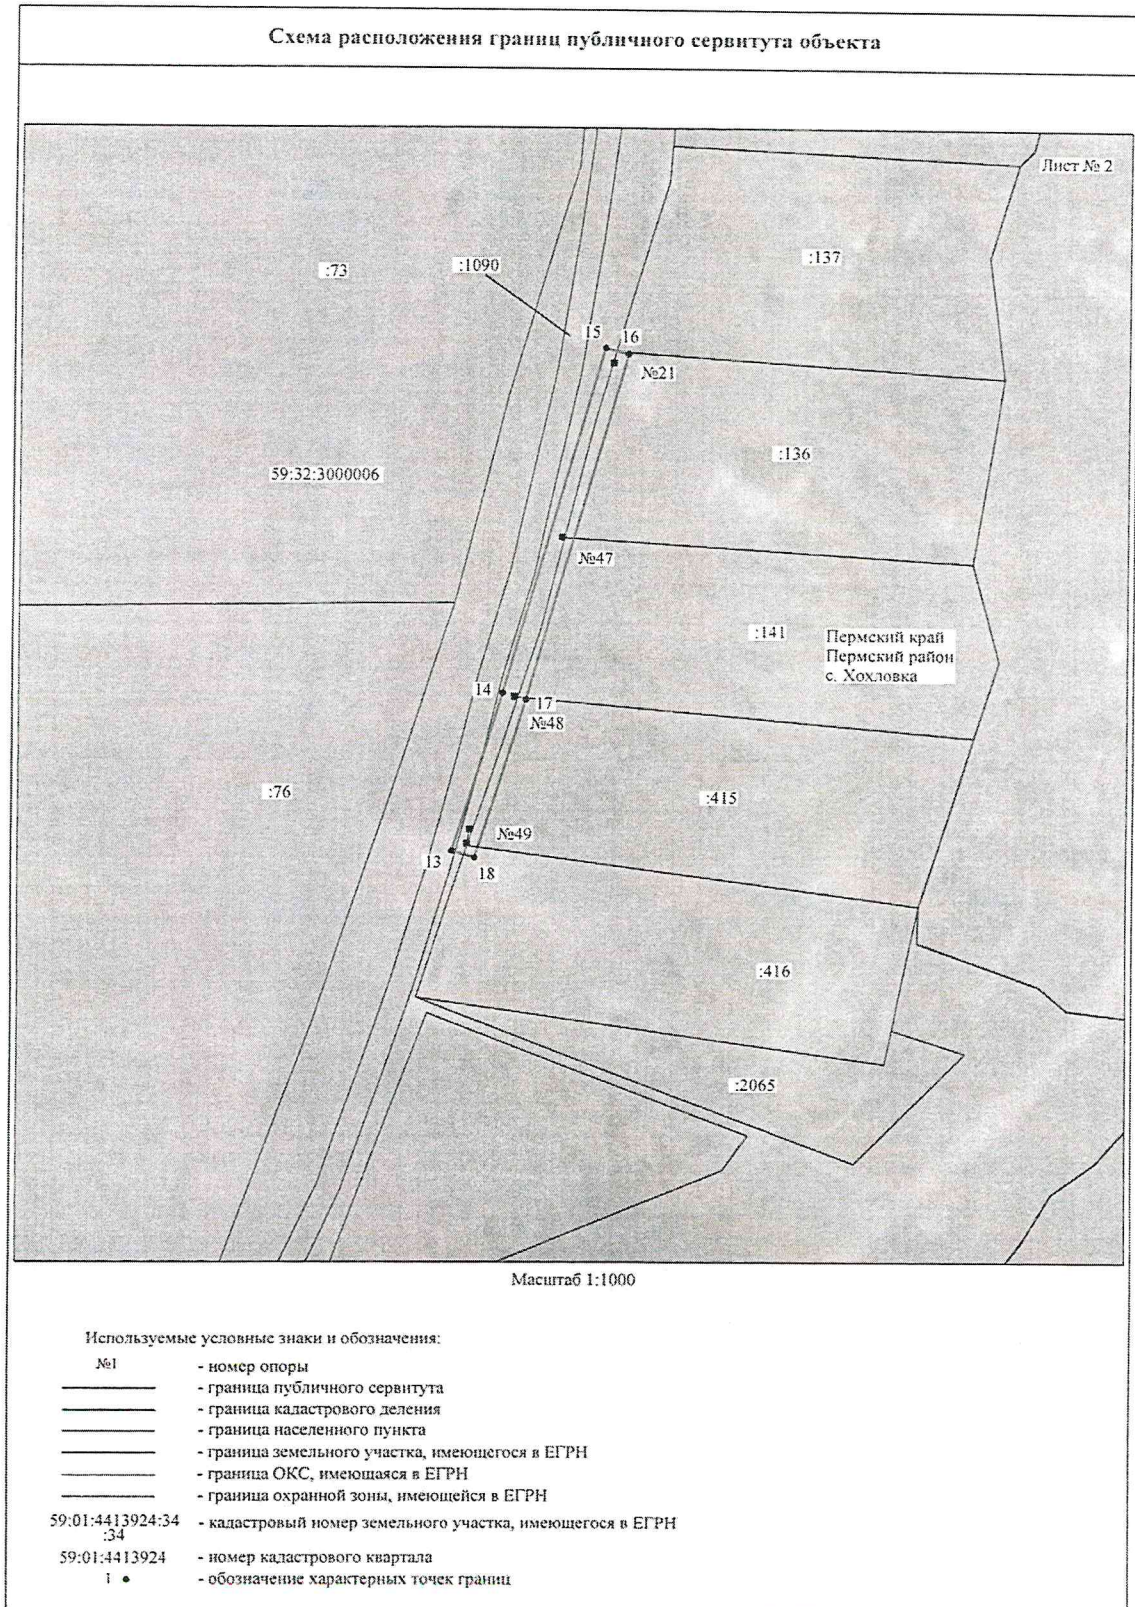 Схема расположения границ публичного сервитута объекта
Лист № 2
:137
:73
:1090
15
16
№21
:136
59:32:3000006
№47
:141
Пермский край
Пермский район
с. Хохловка
14
17
№48
:76
:415
№49
13
18
:416
:2065
Масштаб 1:1000
Используемые условные знаки и обозначения:
№1 - номер опоры
- граница публичного сервитута
- граница кадастрового деления
- граница населенного пункта
- граница земельного участка, имеющегося в ЕГРН
- граница ОКС, имеющаяся в ЕГРН
- граница охранной зоны, имеющейся в ЕГРН
59:01:4413924:34 - кадастровый номер земельного участка, имеющегося в ЕГРН
:34
59:01:4413924 - номер кадастрового квартала
1 - обозначение характерных точек границ